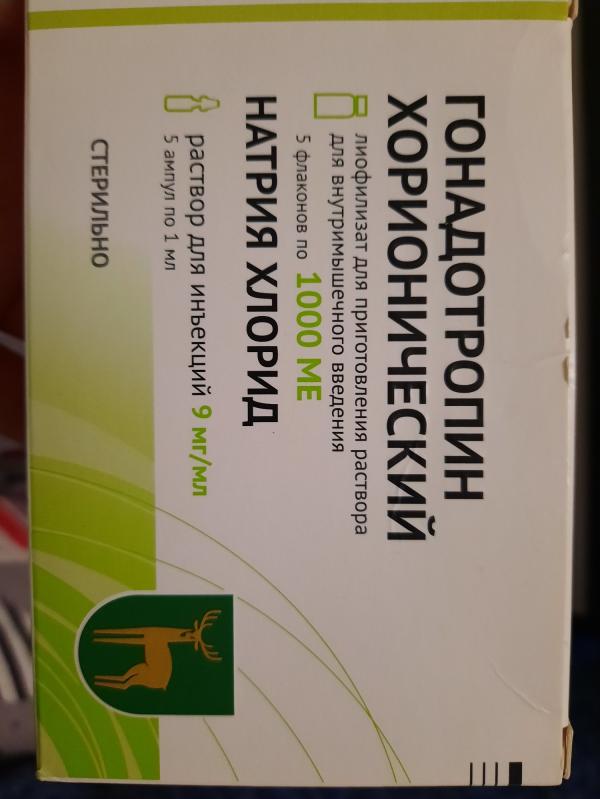 ГОНАДОТРОПИН
ХОРИОНИЧЕСКИЙ
лиофилизат для приготовления раствора
для внутримышечного введения
5 флаконов по 1000 МЕ
НАТРИЯ ХЛОРИД
раствор для инъекций 9 мг/мл
5 ампул по 1 мл
СТЕРИЛЬНО